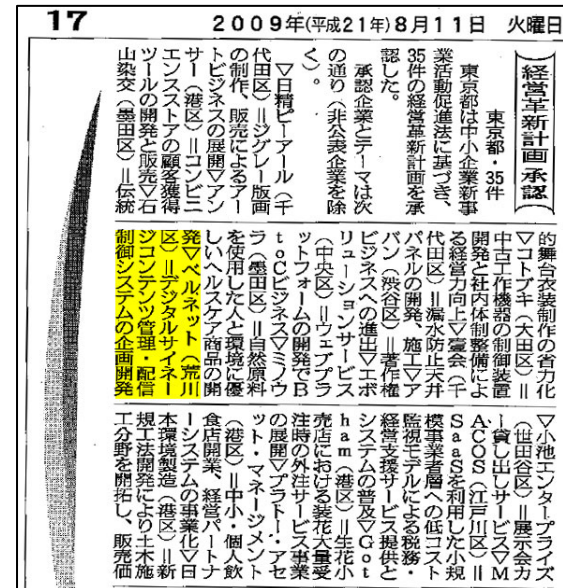 17
2009年(平成21年)8月11日 火曜日
経営革新計画 承認
東京都・35件
東京都は中小企業新事
業活動促進法に基づき、
35件の経営革新計画を承
認した。
承認企業とテーマは次
の通り（非公表企業を除
く）。
▽日精ピーアール（千
代田区）＝ジグレー版画
の制作、販売によるアー
トビジネスの展開▽アン
サー（港区）＝コンビニ
エンスストアの顧客獲得
ツールの開発と販売▽石
山染交（墨田区）＝伝統
的舞台衣装制作の省力化
▽コトブキ（大田区）＝
中古工作機器の制御装置
開発と社内体制整備によ
る経営力向上▽壹会（千
代田区）＝漏水防止天井
パネルの開発、施工▽ア
バン（渋谷区）＝著作権
ビジネスへの進出▽エボ
リューションサービス
（中央区）＝ウェブプラ
ットフォームの開発でB
toCビジネス▽ミノウ
ラ（墨田区）＝自然原料
を使用した人と環境に優
しいヘルスケア商品の開
発▽ベルネット（荒川
区）＝デジタルサイネー
ジコンテンツ管理・配信
制御システムの企画開発
▽小池エンタープライズ
（世田谷区）＝展示会カ
ー貸し出しサービス▽M
ACOS（江戸川区）＝
SaaSを利用した小規
模事業者層への低コスト
監視モデルによる税務・
経営支援サービス提供と
システムの普及▽Got
ham（港区）＝生花小
売店における装花大量受
注時の外注サービス事業
の展開▽プラトー・アセ
ット・マネージメント
（港区）＝中小・個人飲
食店開業、経営パートナ
ーシステムの事業化▽日
本環境製造（港区）＝新
規工法開発により土木施
工分野を開拓し、販売価